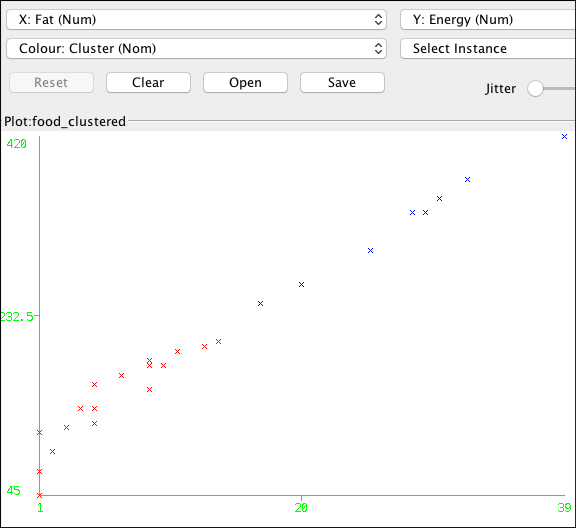 X: Fat (Num)
Y: Energy (Num)
Colour: Cluster (Nom)
Select Instance
Reset
Clear
Open
Save
Jitter
Plot:food_clustered
420
232.5
45
1
20
39